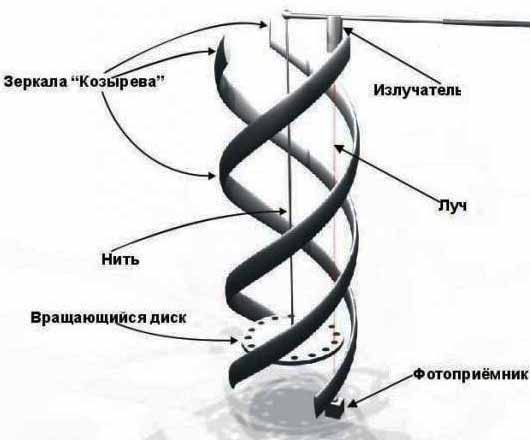 Зеркала “Козырева”
Излучатель
Луч
Нить
Вращающийся диск
Фотоприёмник